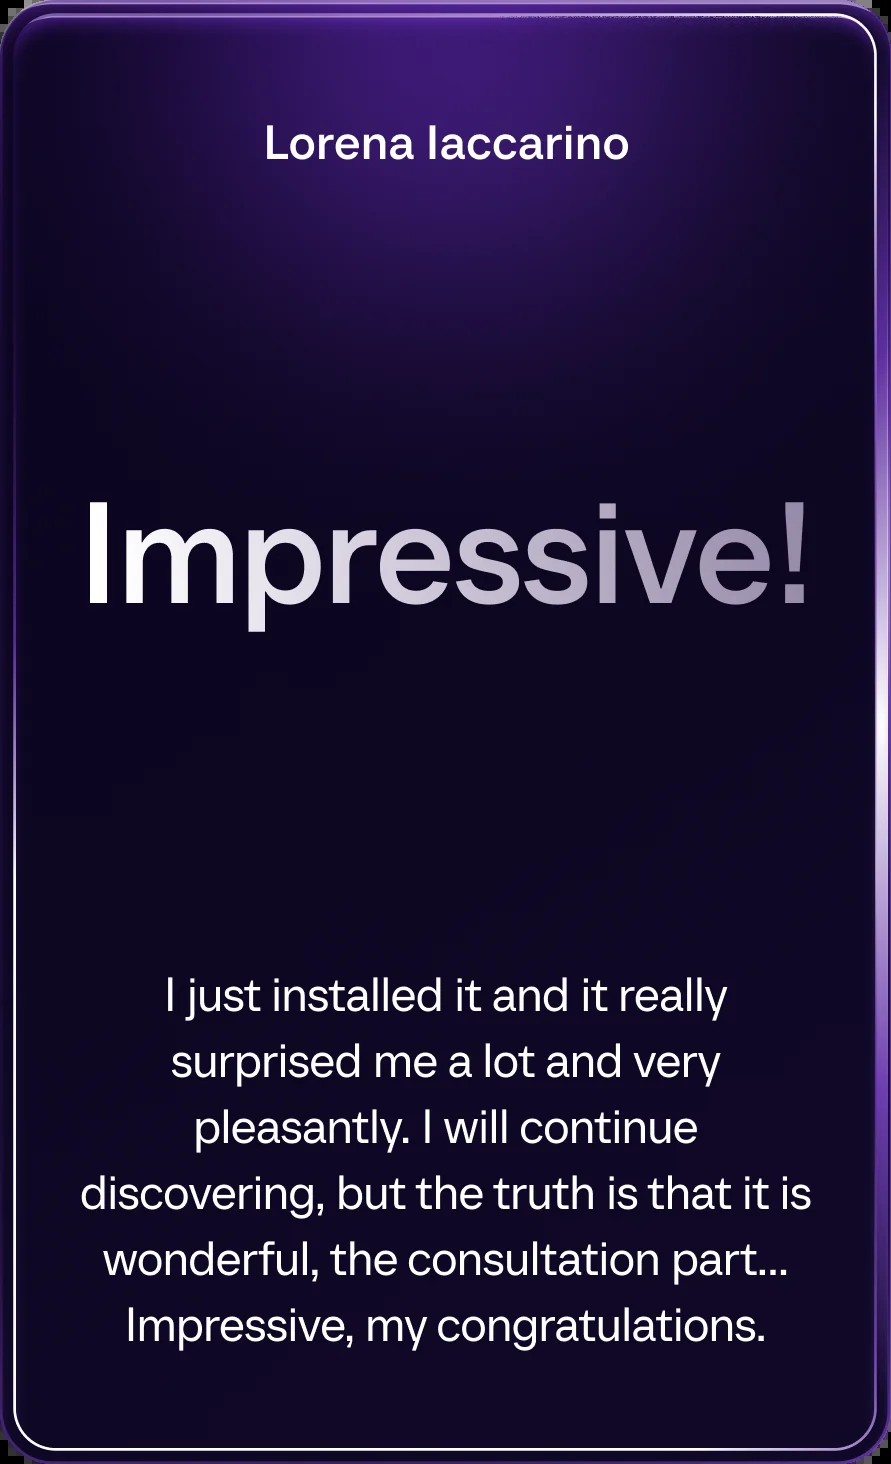 Lorena Iaccarino
Impressive!
I just installed it and it really
surprised me a lot and very
pleasantly. I will continue
discovering, but the truth is that it is
wonderful, the consultation part...
Impressive, my congratulations.